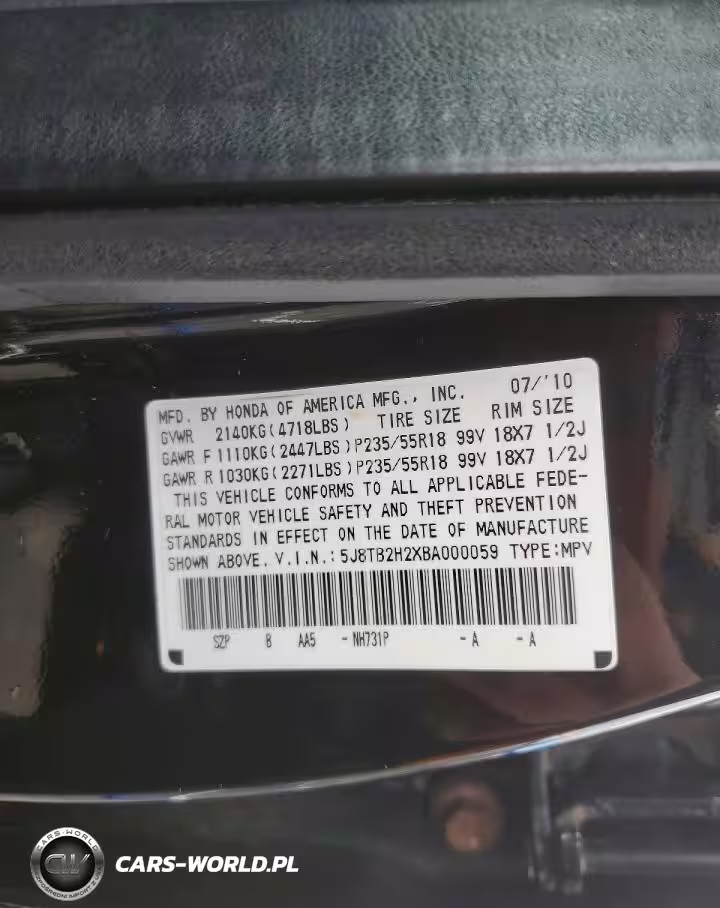 MFD. BY HONDA OF AMERICA MFG., INC. 07/'10
GVWR 2140KG(4718LBS) TIRE SIZE RIM SIZE
GAWR F 1110KG(2447LBS) P235/55R18 99V 18X7 1/2J
GAWR R 1030KG(2271LBS) P235/55R18 99V 18X7 1/2J
THIS VEHICLE CONFORMS TO ALL APPLICABLE FEDE-
RAL MOTOR VEHICLE SAFETY AND THEFT PREVENTION
STANDARDS IN EFFECT ON THE DATE OF MANUFACTURE
SHOWN ABOVE. V.I.N.: 5J8TB2H2XBA000059 TYPE: MPV
SZP B AA5 - NH731P - A - A
CARS-WORLD
CW
CARS-WORLD.PL